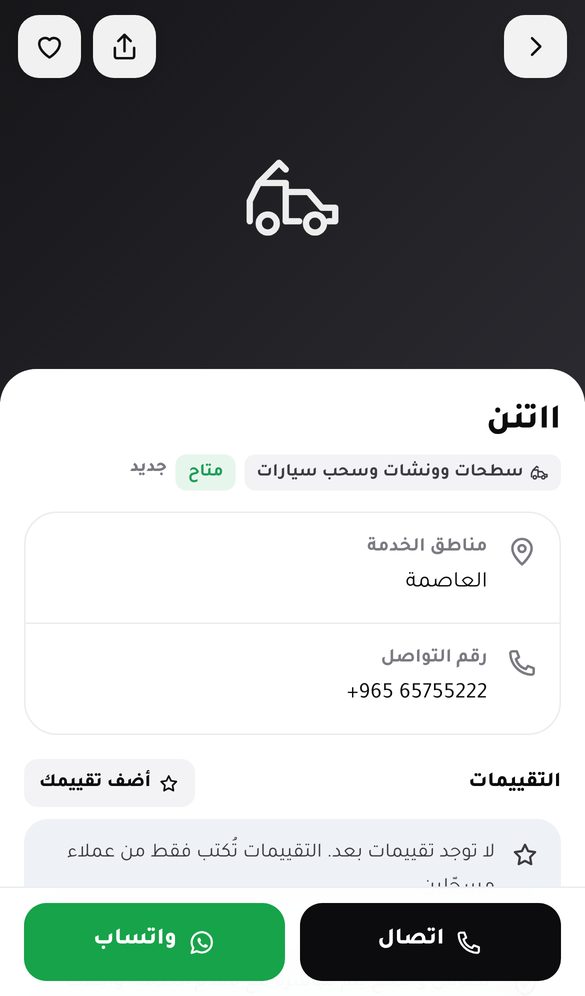 ااتنن
سطحات وونشات وسحب سيارات
متاح
جديد
مناطق الخدمة
العاصمة
رقم التواصل
+965 65755222
التقييمات
أضف تقييمك
لا توجد تقييمات بعد. التقييمات تُكتب فقط من عملاء
اتصال
واتساب